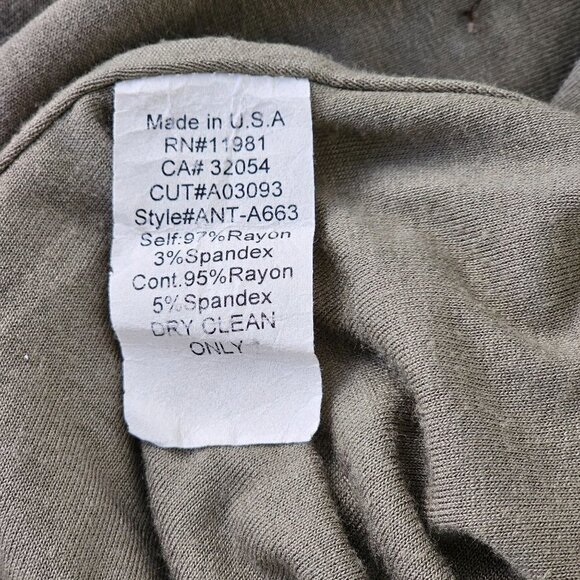 Made in U.S.A
RN#11981
CA# 32054
CUT#A03093
Style#ANT-A663
Self:97%Rayon
3%Spandex
Cont.95%Rayon
5%Spandex
DRY CLEAN
ONLY